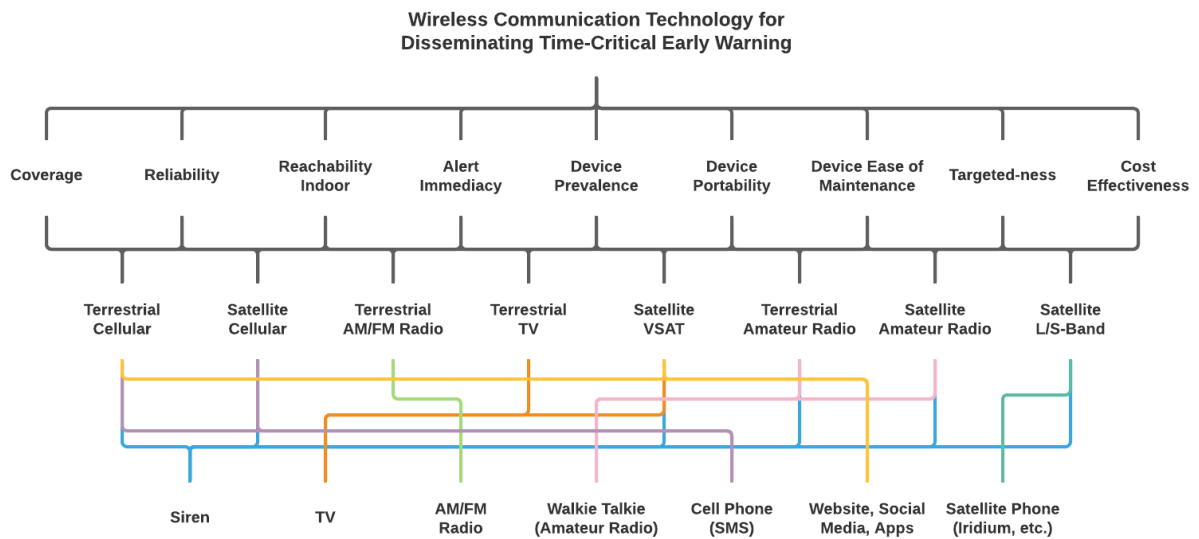 Wireless Communication Technology for
Disseminating Time-Critical Early Warning
Coverage
Reliability
Reachability
Indoor
Alert
Immediacy
Device
Prevalence
Device
Portability
Device Ease of
Maintenance
Targeted-ness
Cost
Effectiveness
Terrestrial
Cellular
Satellite
Cellular
Terrestrial
AM/FM Radio
Terrestrial
TV
Satellite
VSAT
Terrestrial
Amateur Radio
Satellite
Amateur Radio
Satellite
L/S-Band
Siren
TV
AM/FM
Radio
Walkie Talkie
(Amateur Radio)
Cell Phone
(SMS)
Website, Social
Media, Apps
Satellite Phone
(Iridium, etc.)